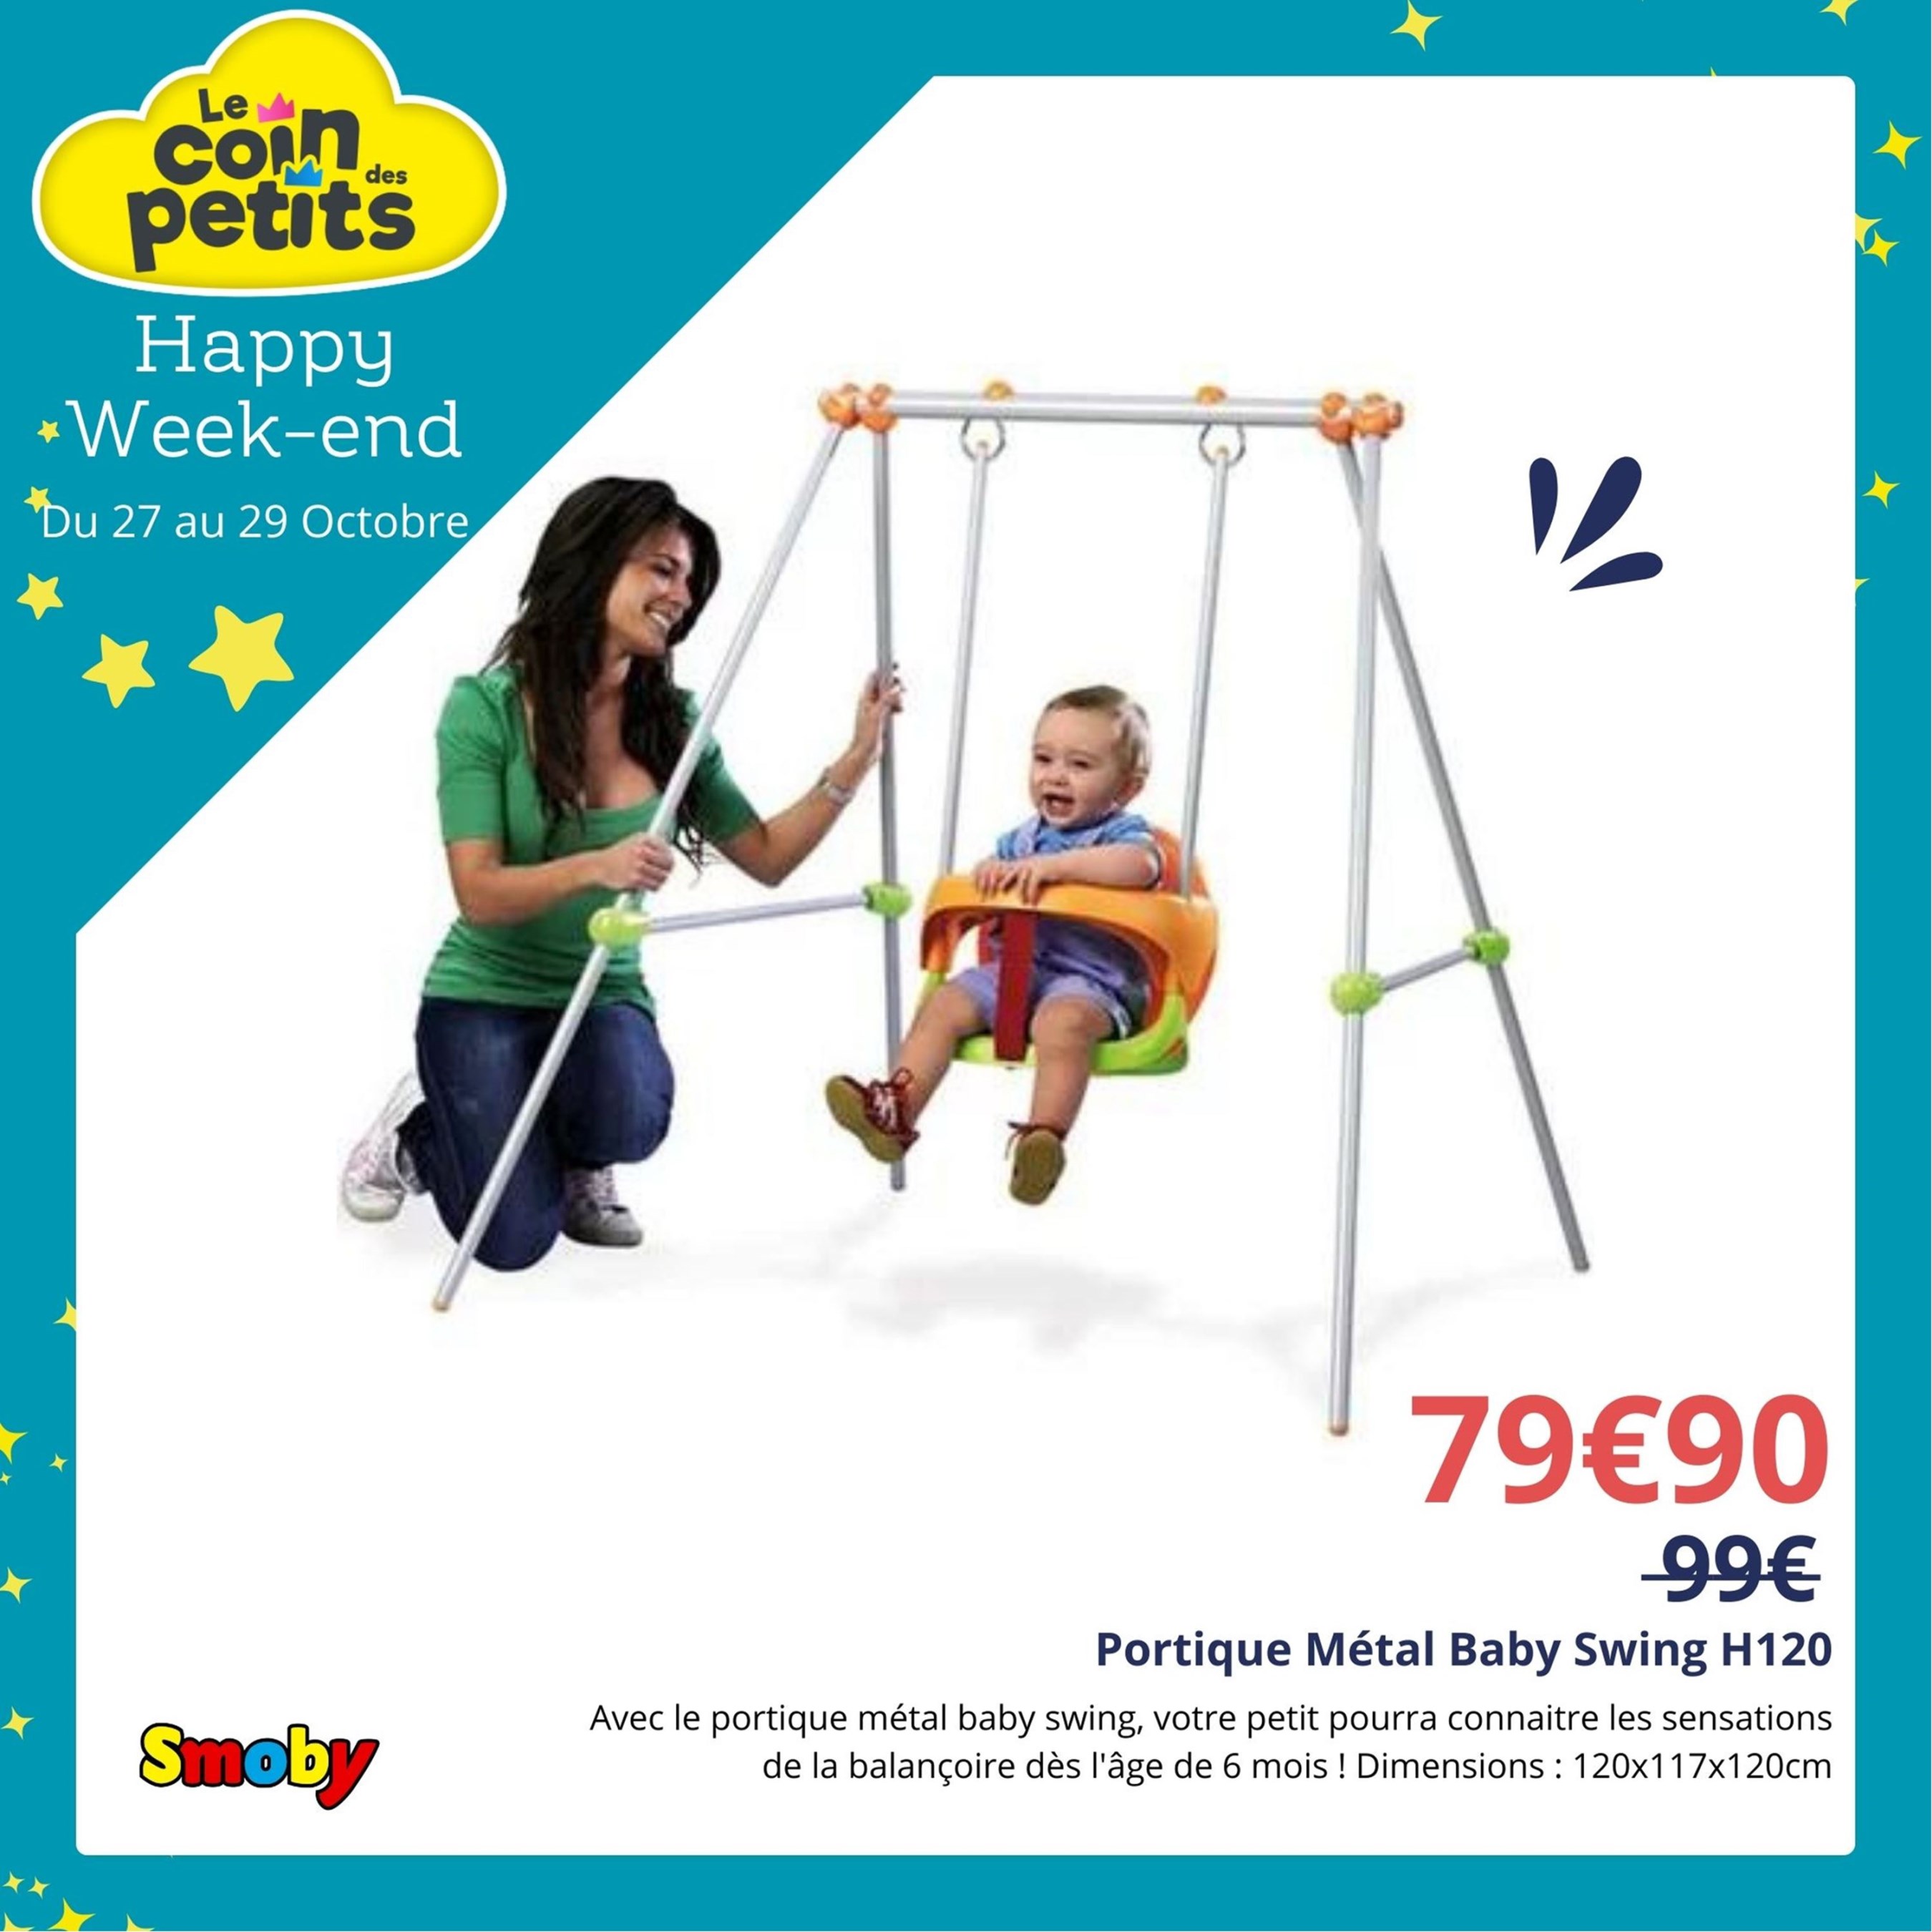 Le
coin des
petits
Happy
Week-end
Du 27 au 29 Octobre
79€90
99€
Portique Métal Baby Swing H120
Avec le portique métal baby swing, votre petit pourra connaitre les sensations
de la balançoire dès l'âge de 6 mois ! Dimensions : 120x117x120cm
Smoby